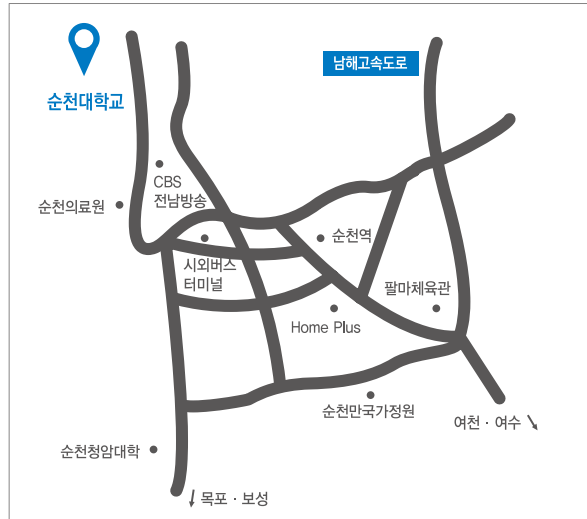 남해고속도로
순천대학교
CBS
전남방송
순천의료원
순천역
시외버스
터미널
팔마체육관
Home Plus
순천만국가정원
여천 · 여수 ↘
순천청암대학
↓ 목포 · 보성